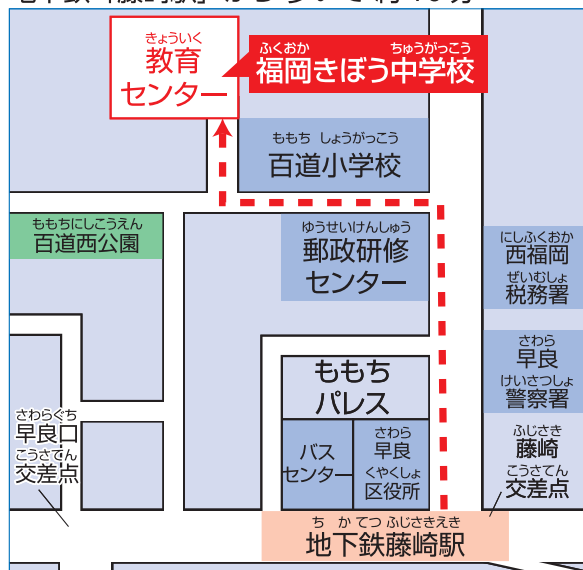 きょういく
教育
センター
ふくおか ちゅうがっこう
福岡きぼう中学校
ももち しょうがっこう
百道小学校
ももちにしこうえん
百道西公園
ゆうせいけんしゅう
郵政研修
センター
にしふくおか
西福岡
ぜいむしょ
税務署
さわら
早良
けいさつしょ
警察署
ももち
パレス
バス
センター
さわら
早良
くやくしょ
区役所
さわらぐち
早良口
こうさてん
交差点
ふじさき
藤崎
こうさてん
交差点
ちかてつ ふじさきえき
地下鉄藤崎駅